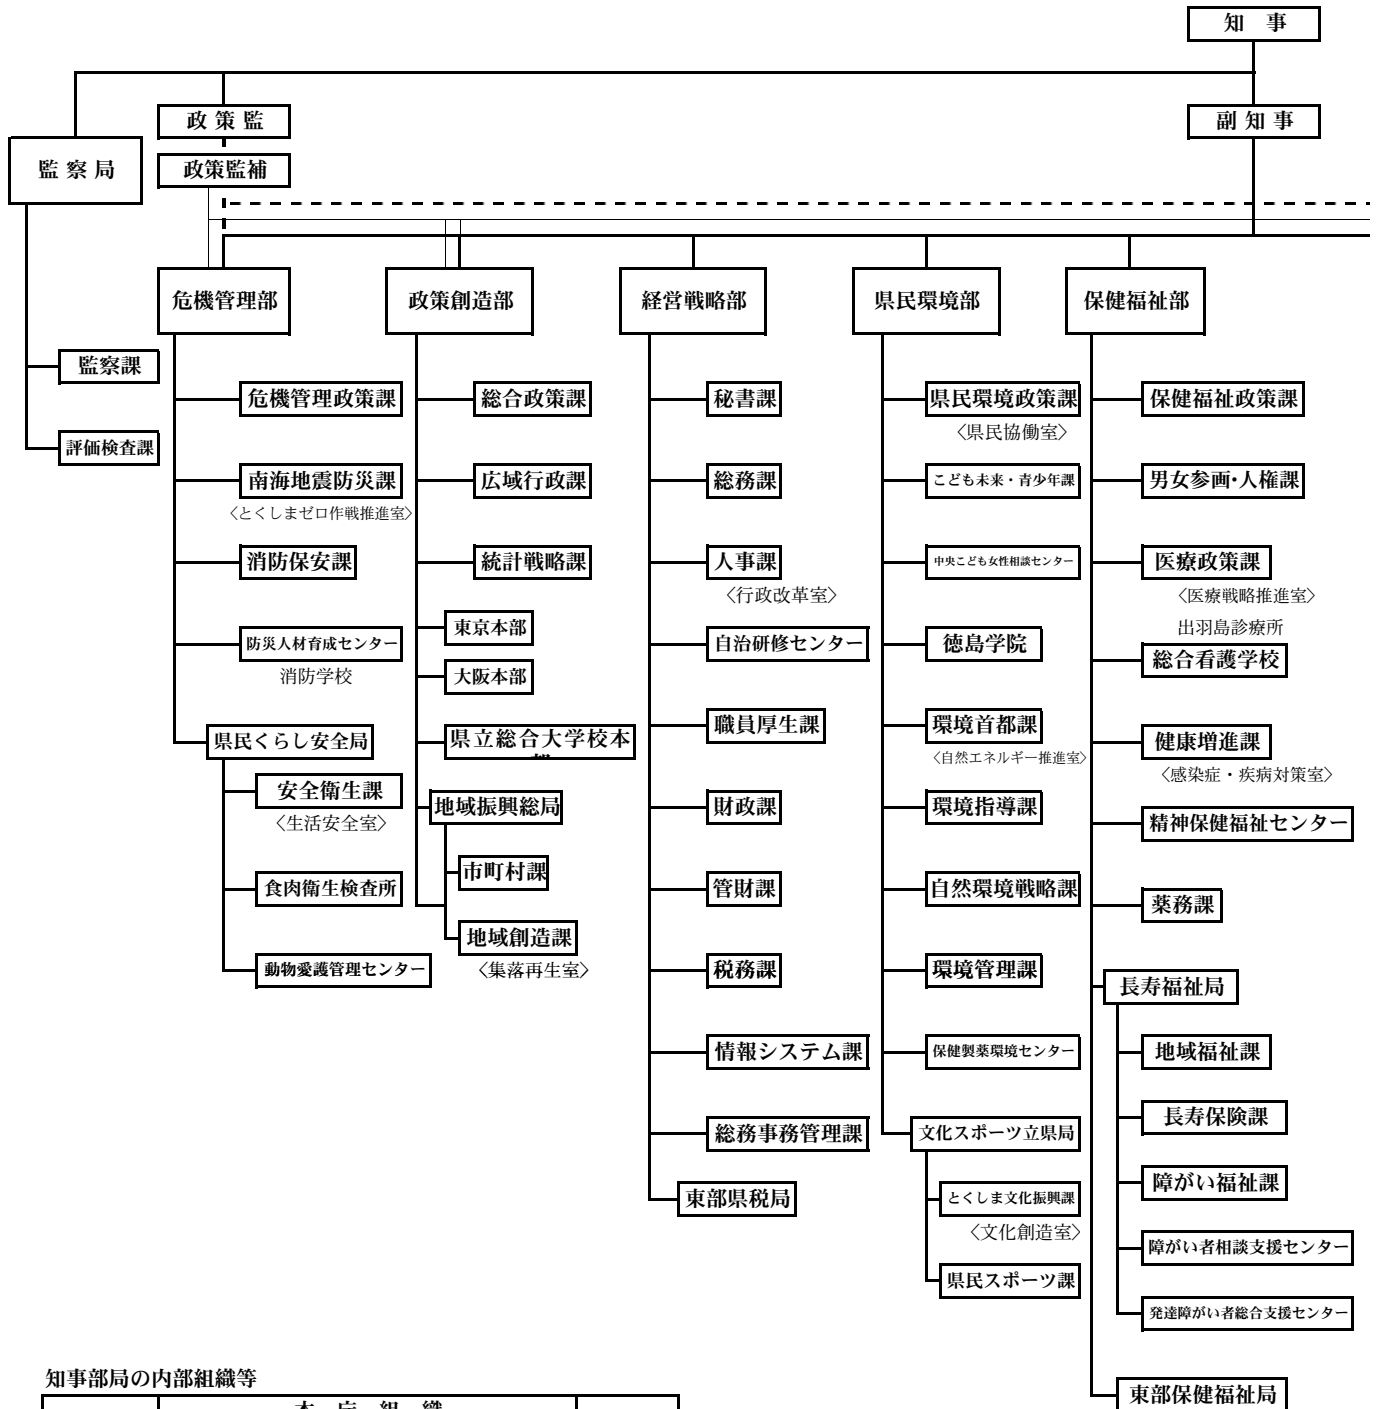 知　事
政 策 監
副 知 事
監 察 局
政策監補
危機管理部
政策創造部
経営戦略部
県民環境部
保健福祉部
監察課
評価検査課
危機管理政策課
南海地震防災課
〈とくしまゼロ作戦推進室〉
消防保安課
防災人材育成センター
消防学校
県民くらし安全局
安全衛生課
〈生活安全室〉
食肉衛生検査所
動物愛護管理センター
総合政策課
広域行政課
統計戦略課
東京本部
大阪本部
県立総合大学校本
地域振興総局
市町村課
地域創造課
〈集落再生室〉
秘書課
総務課
人事課
〈行政改革室〉
自治研修センター
職員厚生課
財政課
管財課
税務課
情報システム課
総務事務管理課
東部県税局
県民環境政策課
〈県民協働室〉
こども未来・青少年課
中央こども女性相談センター
徳島学院
環境首都課
〈自然エネルギー推進室〉
環境指導課
自然環境戦略課
環境管理課
保健製薬環境センター
文化スポーツ立県局
とくしま文化振興課
〈文化創造室〉
県民スポーツ課
保健福祉政策課
男女参画・人権課
医療政策課
〈医療戦略推進室〉
出羽島診療所
総合看護学校
健康増進課
〈感染症・疾病対策室〉
精神保健福祉センター
薬務課
長寿福祉局
地域福祉課
長寿保険課
障がい福祉課
障がい者相談支援センター
発達障がい者総合支援センター
東部保健福祉局
知事部局の内部組織等